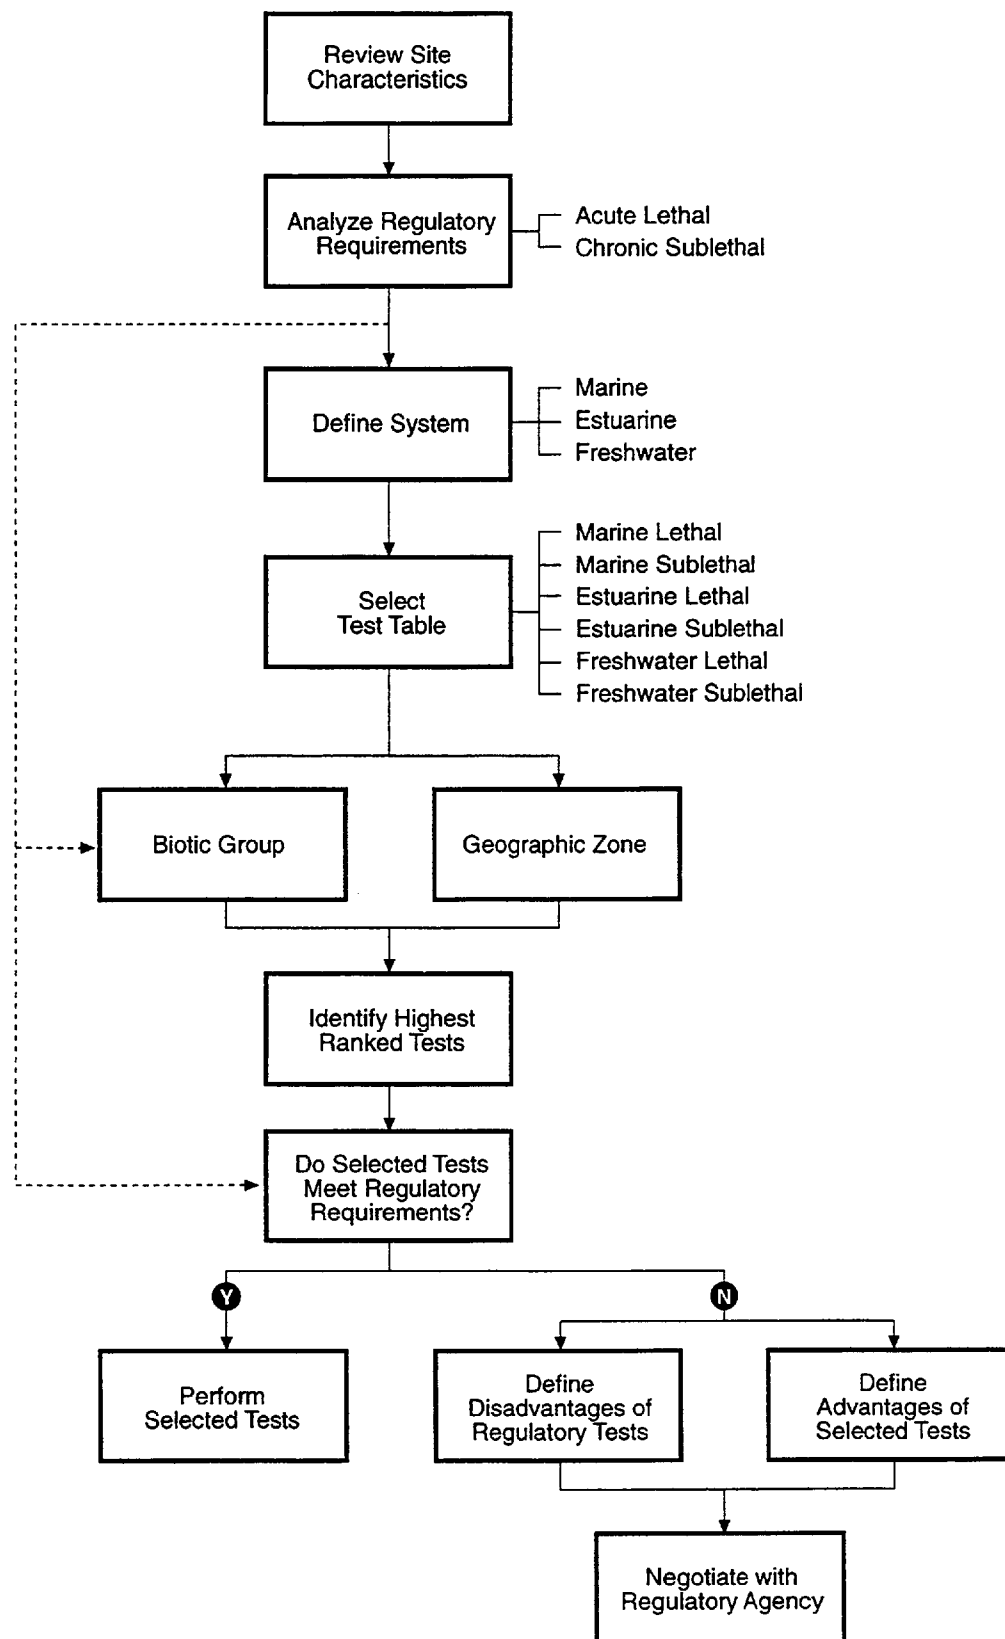 Review Site
Characteristics
Analyze Regulatory
Requirements
Acute Lethal
Chronic Sublethal
Define System
Marine
Estuarine
Freshwater
Select
Test Table
Marine Lethal
Marine Sublethal
Estuarine Lethal
Estuarine Sublethal
Freshwater Lethal
Freshwater Sublethal
Biotic Group
Geographic Zone
Identify Highest
Ranked Tests
Do Selected Tests
Meet Regulatory
Requirements?
Y
N
Perform
Selected Tests
Define
Disadvantages of
Regulatory Tests
Define
Advantages of
Selected Tests
Negotiate with
Regulatory Agency